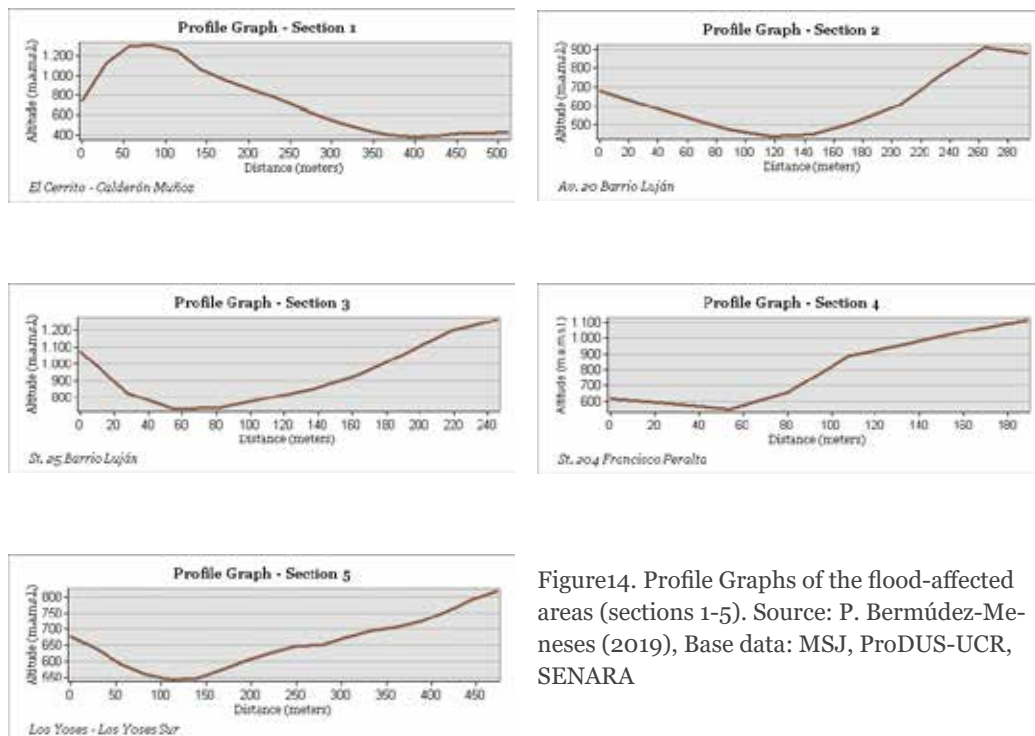 Profile Graph - Section 1
Altitude (m.a.m.s.l.)
1.200
1.000
800
600
400
0 50 100 150 200 250 300 350 400 450 500
Distance (meters)
El Cerrito - Calderón Muñoz
Profile Graph - Section 2
Altitude (m.a.m.s.l.)
900
800
700
600
500
0 20 40 60 80 100 120 140 160 180 200 220 240 260 280
Distance (meters)
Av. 20 Barrio Luján
Profile Graph - Section 3
Altitude (m.a.m.s.l.)
1.200
1.100
1.000
900
800
0 20 40 60 80 100 120 140 160 180 200 220 240
Distance (meters)
St. 25 Barrio Luján
Profile Graph - Section 4
Altitude (m.a.m.s.l.)
1.100
1.000
900
800
700
600
0 20 40 60 80 100 120 140 160 180
Distance (meters)
St. 204 Francisco Peralta
Profile Graph - Section 5
Altitude (m.a.m.s.l.)
800
750
700
650
600
550
0 50 100 150 200 250 300 350 400 450
Distance (meters)
Los Yoses - Los Yoses Sur
Figure14. Profile Graphs of the flood-affected
areas (sections 1-5). Source: P. Bermúdez-Me-
neses (2019), Base data: MSJ, ProDUS-UCR,
SENARA